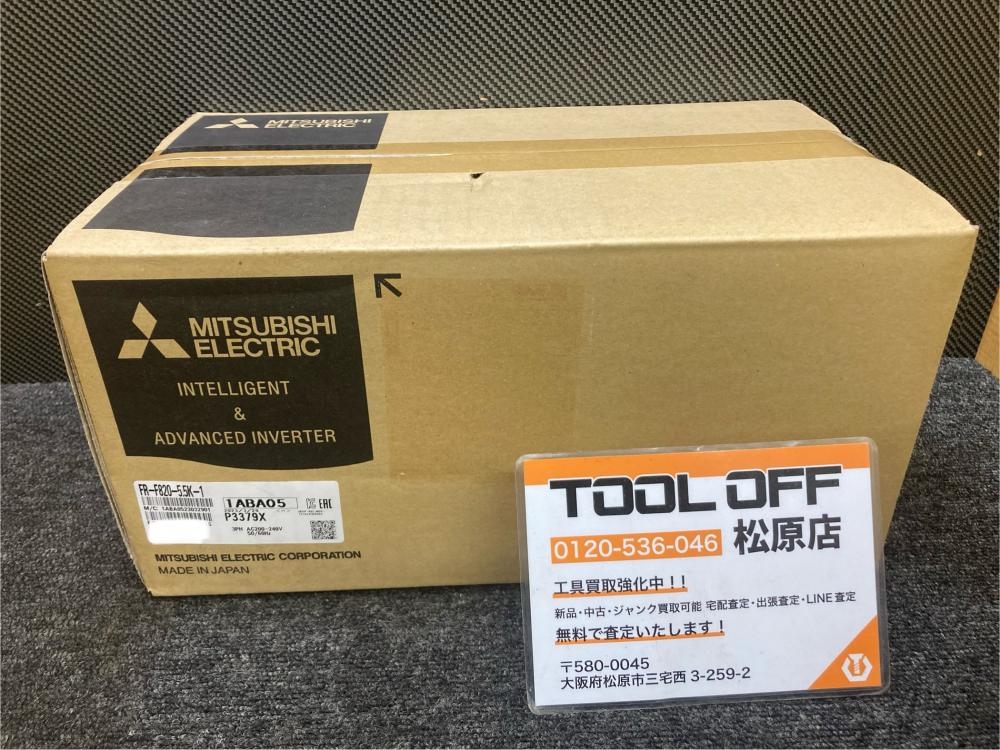 MITSUBISHI
ELECTRIC
MITSUBISHI
ELECTRIC
INTELLIGENT
&
ADVANCED INVERTER
FR-F820-5.5K-1
1ABA05
EAC
P3379X
3PH AC200-240V
50/60Hz
MITSUBISHI ELECTRIC CORPORATION
MADE IN JAPAN
TOOL OFF
0120-536-046 松原店
工具買取強化中！！
新品・中古・ジャンク買取可能 宅配査定・出張査定・LINE査定
無料で査定いたします！
〒580-0045
大阪府松原市三宅西 3-259-2